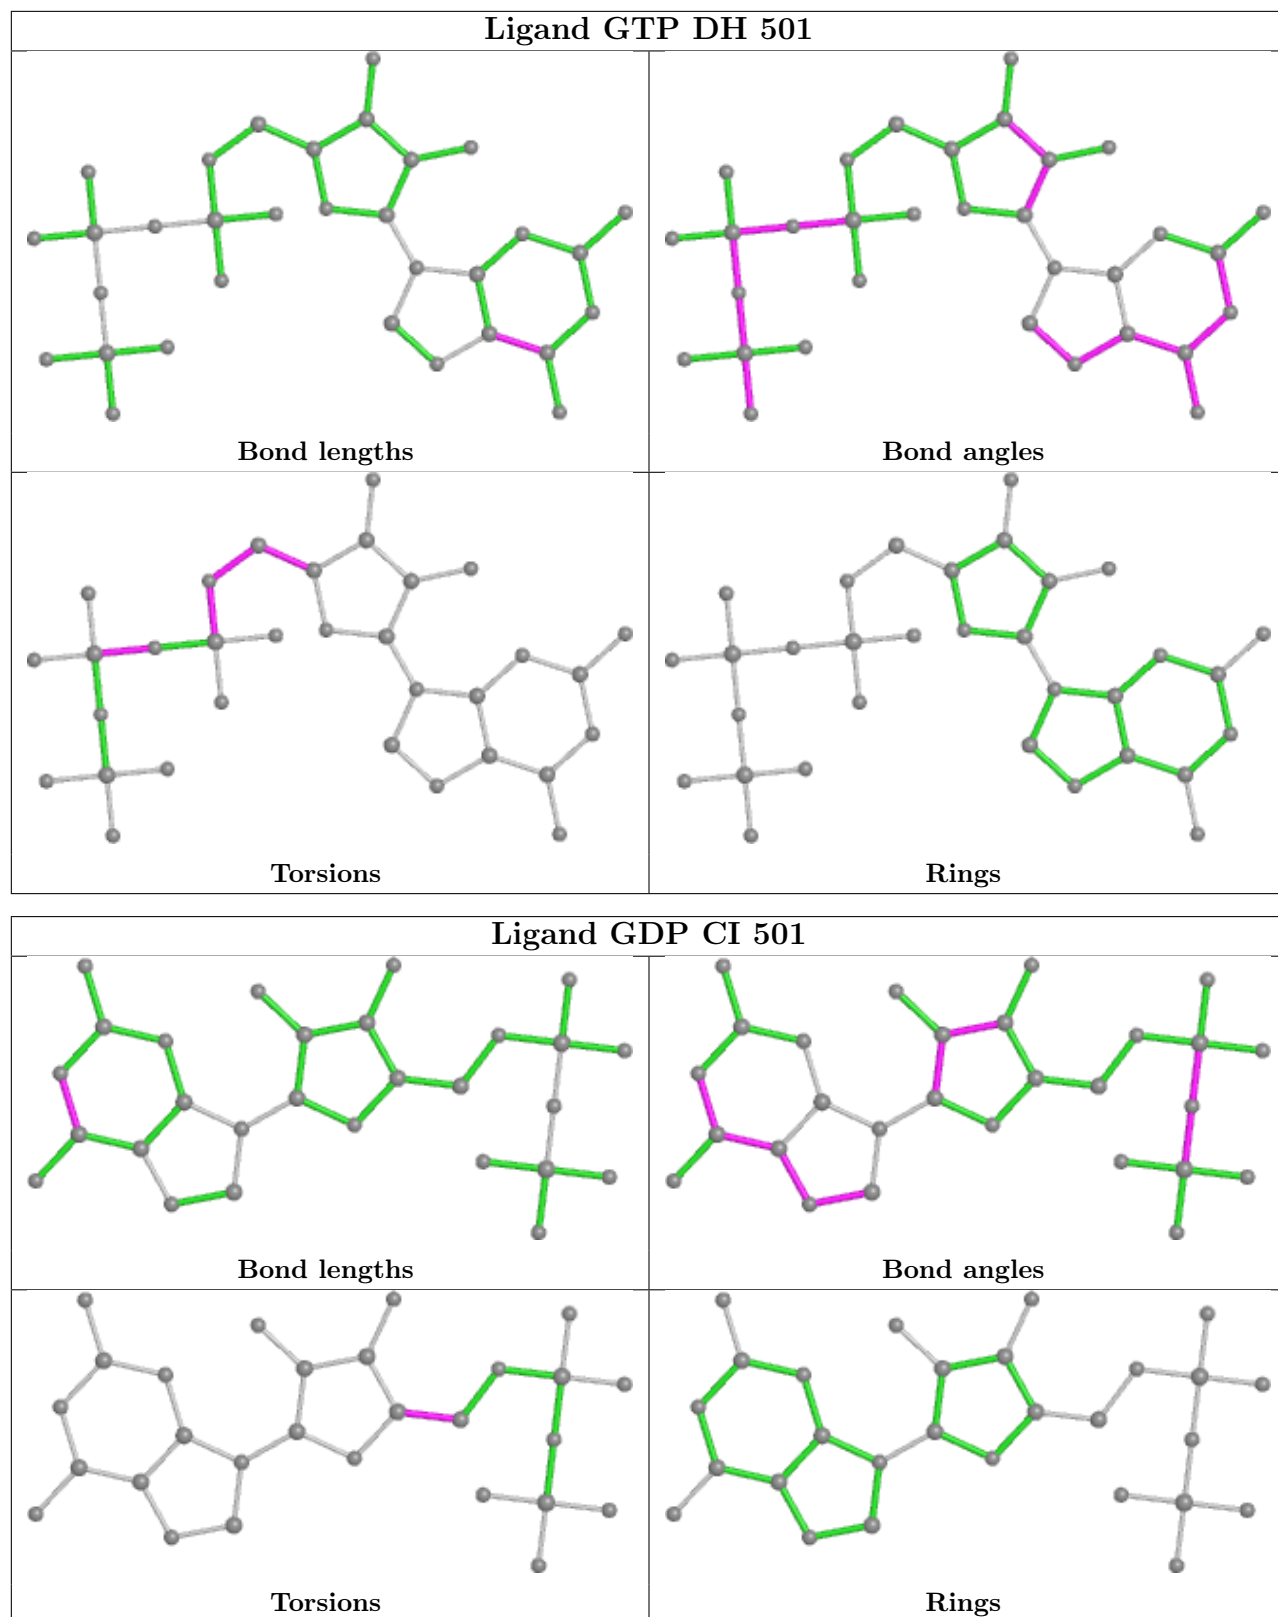 Ligand GTP DH 501
Bond lengths
Bond angles
Torsions
Rings
Ligand GDP CI 501
Bond lengths
Bond angles
Torsions
Rings